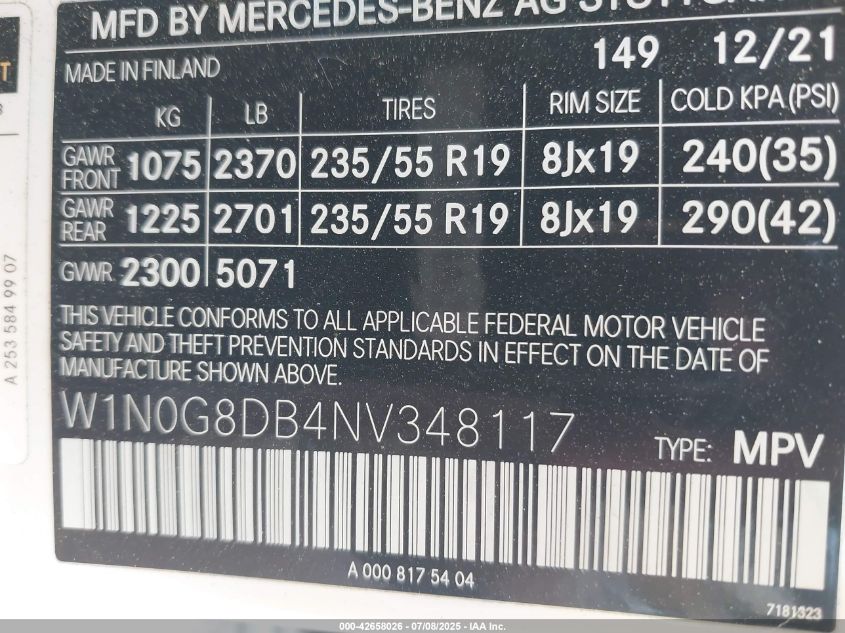 MFD BY MERCEDES-BENZ AG STUTTGART
149 12/21
MADE IN FINLAND
KG LB TIRES RIM SIZE COLD KPA (PSI)
GAWR FRONT 1075 2370 235/55 R19 8Jx19 240(35)
GAWR REAR 1225 2701 235/55 R19 8Jx19 290(42)
GVWR 2300 5071
THIS VEHICLE CONFORMS TO ALL APPLICABLE FEDERAL MOTOR VEHICLE
SAFETY AND THEFT PREVENTION STANDARDS IN EFFECT ON THE DATE OF
MANUFACTURE SHOWN ABOVE.
W1N0G8DB4NV348117 TYPE: MPV
A 000 817 54 04
7181323
A 253 584 99 07
000-42658026 - 07/08/2025 - IAA Inc.